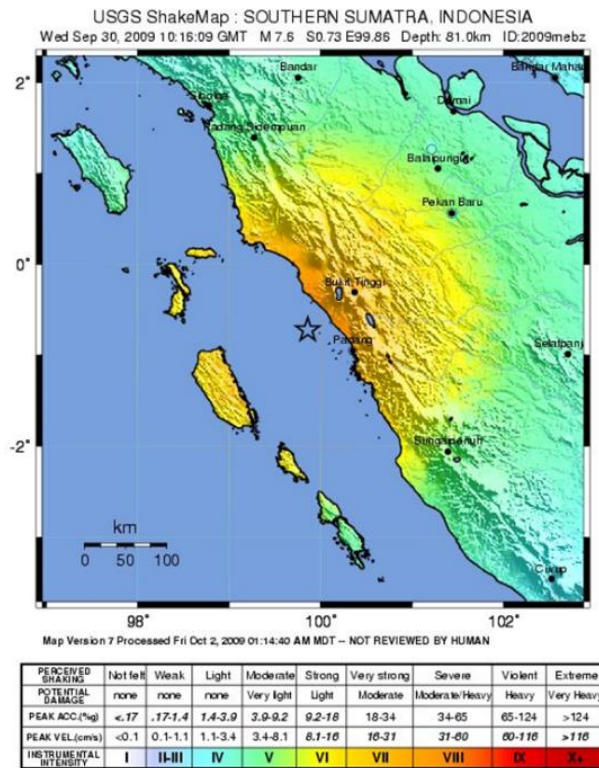 USGS ShakeMap : SOUTHERN SUMATRA, INDONESIA
Wed Sep 30, 2009 10:16:09 GMT M 7.6 S0.73 E99.86 Depth: 81.0km ID:2009mebz
Bandar
Bandar Mahar
2°
Sibolga
Dumai
Padang Sidempuan
Balaipungut
Pekan Baru
0°
Bukit Tinggi
Padang
Selatpanj
-2°
Sungaipenuh
km
0 50 100
Curup
98° 100° 102°
Map Version 7 Processed Fri Oct 2, 2009 01:14:40 AM MDT -- NOT REVIEWED BY HUMAN
PERCEIVED SHAKING Not felt Weak Light Moderate Strong Very strong Severe Violent Extreme
POTENTIAL DAMAGE none none none Very light Light Moderate Moderate/Heavy Heavy Very Heavy
PEAK ACC.(%g) <.17 .17-1.4 1.4-3.9 3.9-9.2 9.2-18 18-34 34-65 65-124 >124
PEAK VEL.(cm/s) <0.1 0.1-1.1 1.1-3.4 3.4-8.1 8.1-16 16-31 31-60 60-116 >116
INSTRUMENTAL INTENSITY I II-III IV V VI VII VIII IX X+